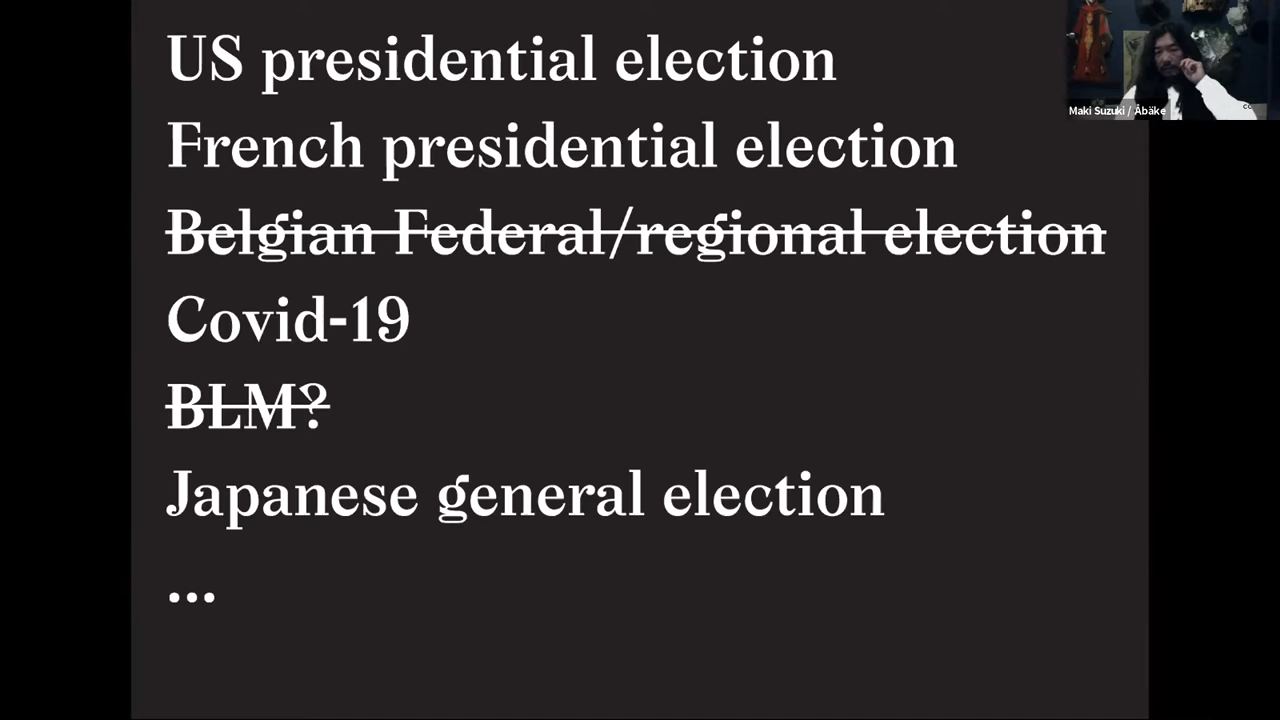 US presidential election
French presidential election
Belgian Federal/regional election
Covid-19
BLM?
Japanese general election
...
Maki Suzuki / Åbäke